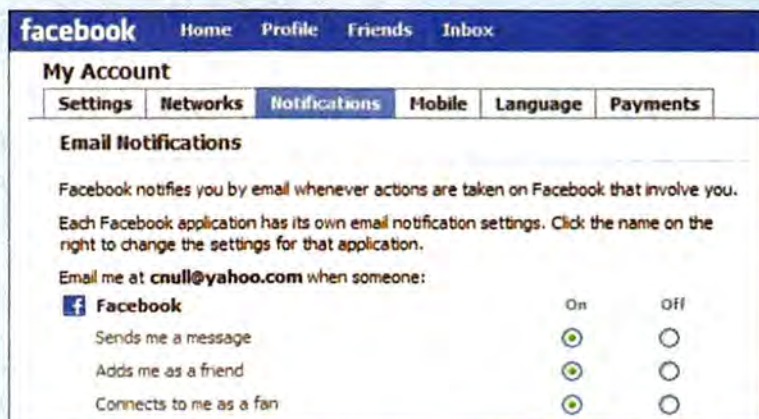 facebook Home Profile Friends Inbox
My Account
Settings Networks Notifications Mobile Language Payments
Email Notifications
Facebook notifies you by email whenever actions are taken on Facebook that involve you.
Each Facebook application has its own email notification settings. Click the name on the
right to change the settings for that application.
Email me at cnull@yahoo.com when someone:
f Facebook On Off
Sends me a message
Adds me as a friend
Connects to me as a fan